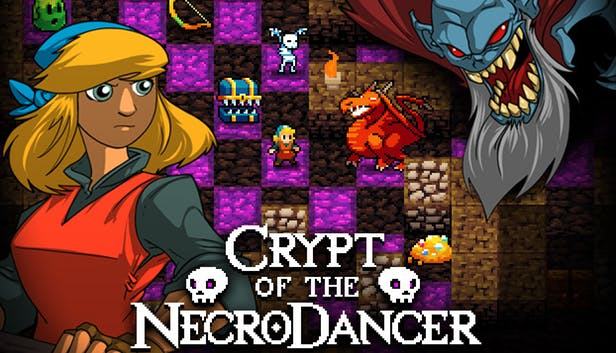 CRYPT
OF THE
NECRODANCER